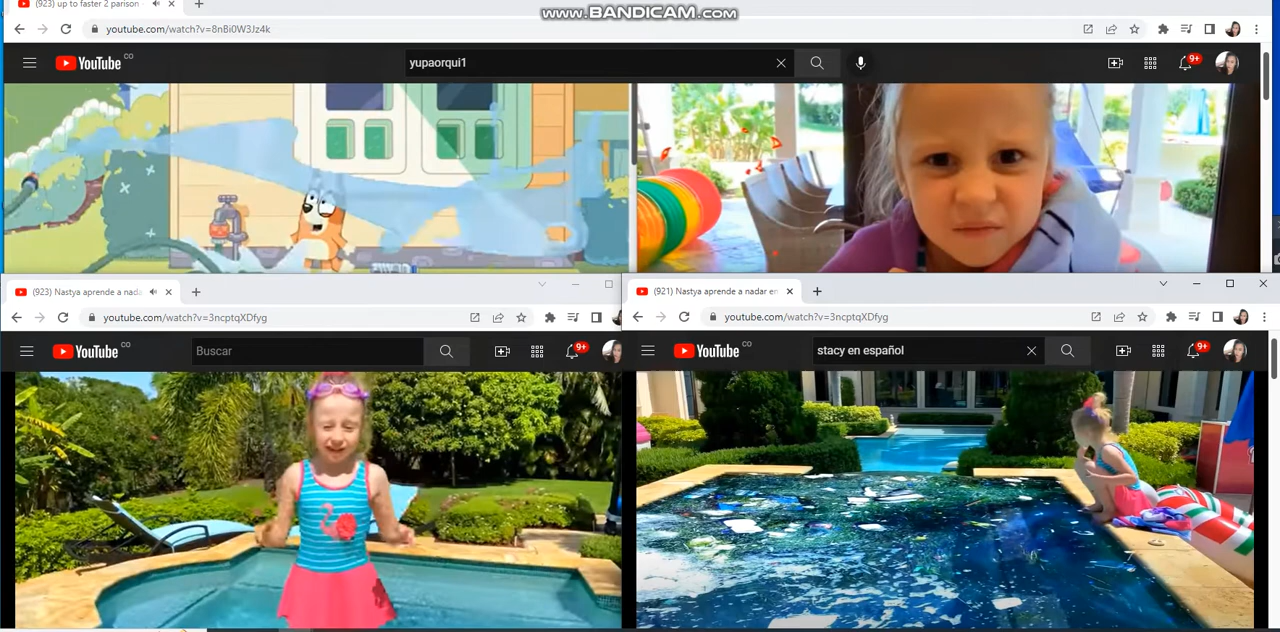 (923) up to faster 2 parison
www.BANDICAM.com
youtube.com/watch?v=8nBi0W3Jz4k
YouTube CO
yupaorqui1
9+
(923) Nastya aprende a nada
youtube.com/watch?v=3ncptqXDfyg
YouTube CO
Buscar
9+
(921) Nastya aprende a nadar en
youtube.com/watch?v=3ncptqXDfyg
YouTube CO
stacy en español
9+